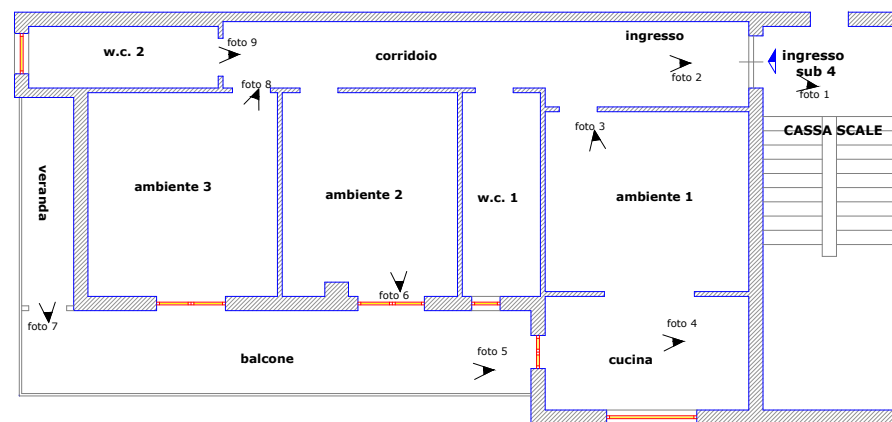 ingresso
foto 9
w.c. 2
corridoio
ingresso
sub 4
foto 2
foto 8
foto 1
foto 3
CASSA SCALE
veranda
ambiente 3
ambiente 2
w.c. 1
ambiente 1
foto 6
foto 7
foto 4
foto 5
balcone
cucina